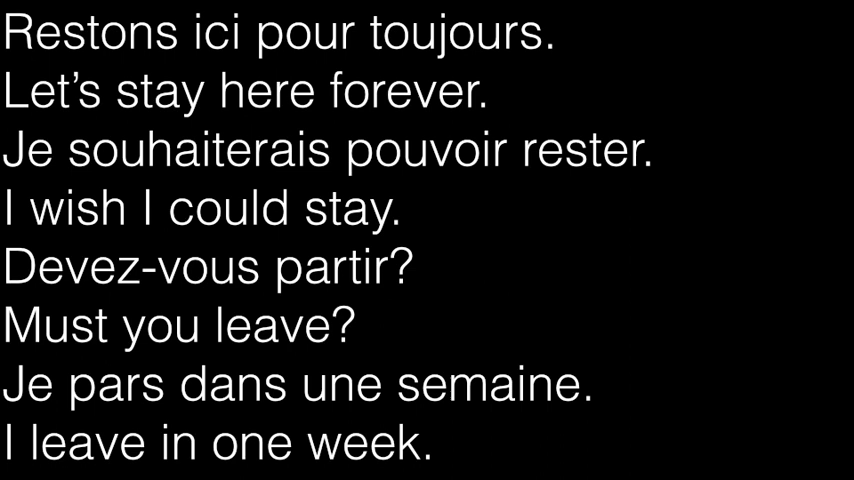 Restons ici pour toujours.
Let’s stay here forever.
Je souhaiterais pouvoir rester.
I wish I could stay.
Devez-vous partir?
Must you leave?
Je pars dans une semaine.
I leave in one week.